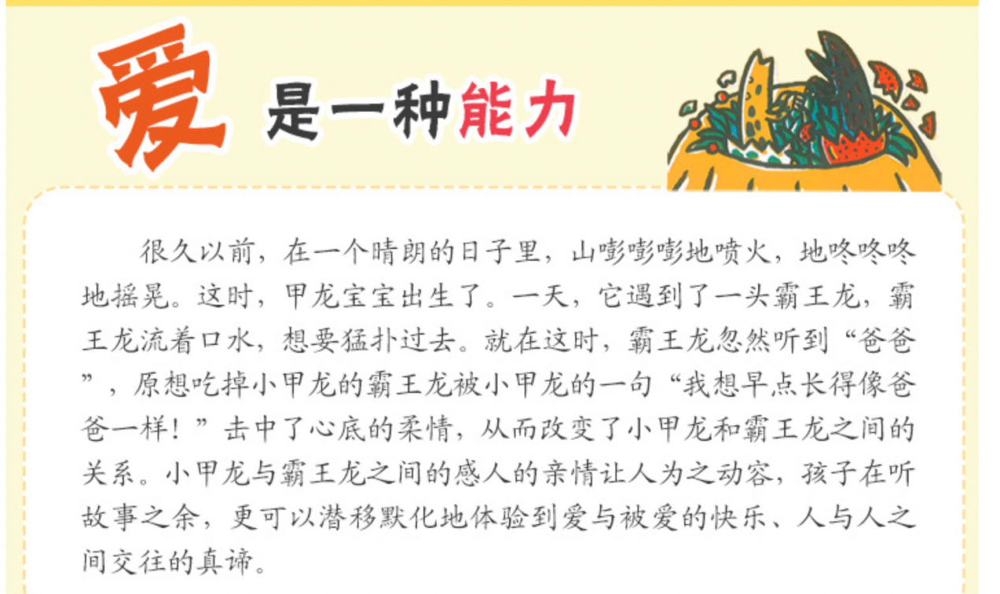 爱是一种能力
很久以前，在一个晴朗的日子里，山嘭嘭嘭地喷火，地咚咚咚
地摇晃。这时，甲龙宝宝出生了。一天，它遇到了一头霸王龙，霸
王龙流着口水，想要猛扑过去。就在这时，霸王龙忽然听到“爸爸
”，原想吃掉小甲龙的霸王龙被小甲龙的一句“我想早点长得像爸
爸一样！”击中了心底的柔情，从而改变了小甲龙和霸王龙之间的
关系。小甲龙与霸王龙之间的感人的亲情让人为之动容，孩子在听
故事之余，更可以潜移默化地体验到爱与被爱的快乐、人与人之
间交往的真谛。